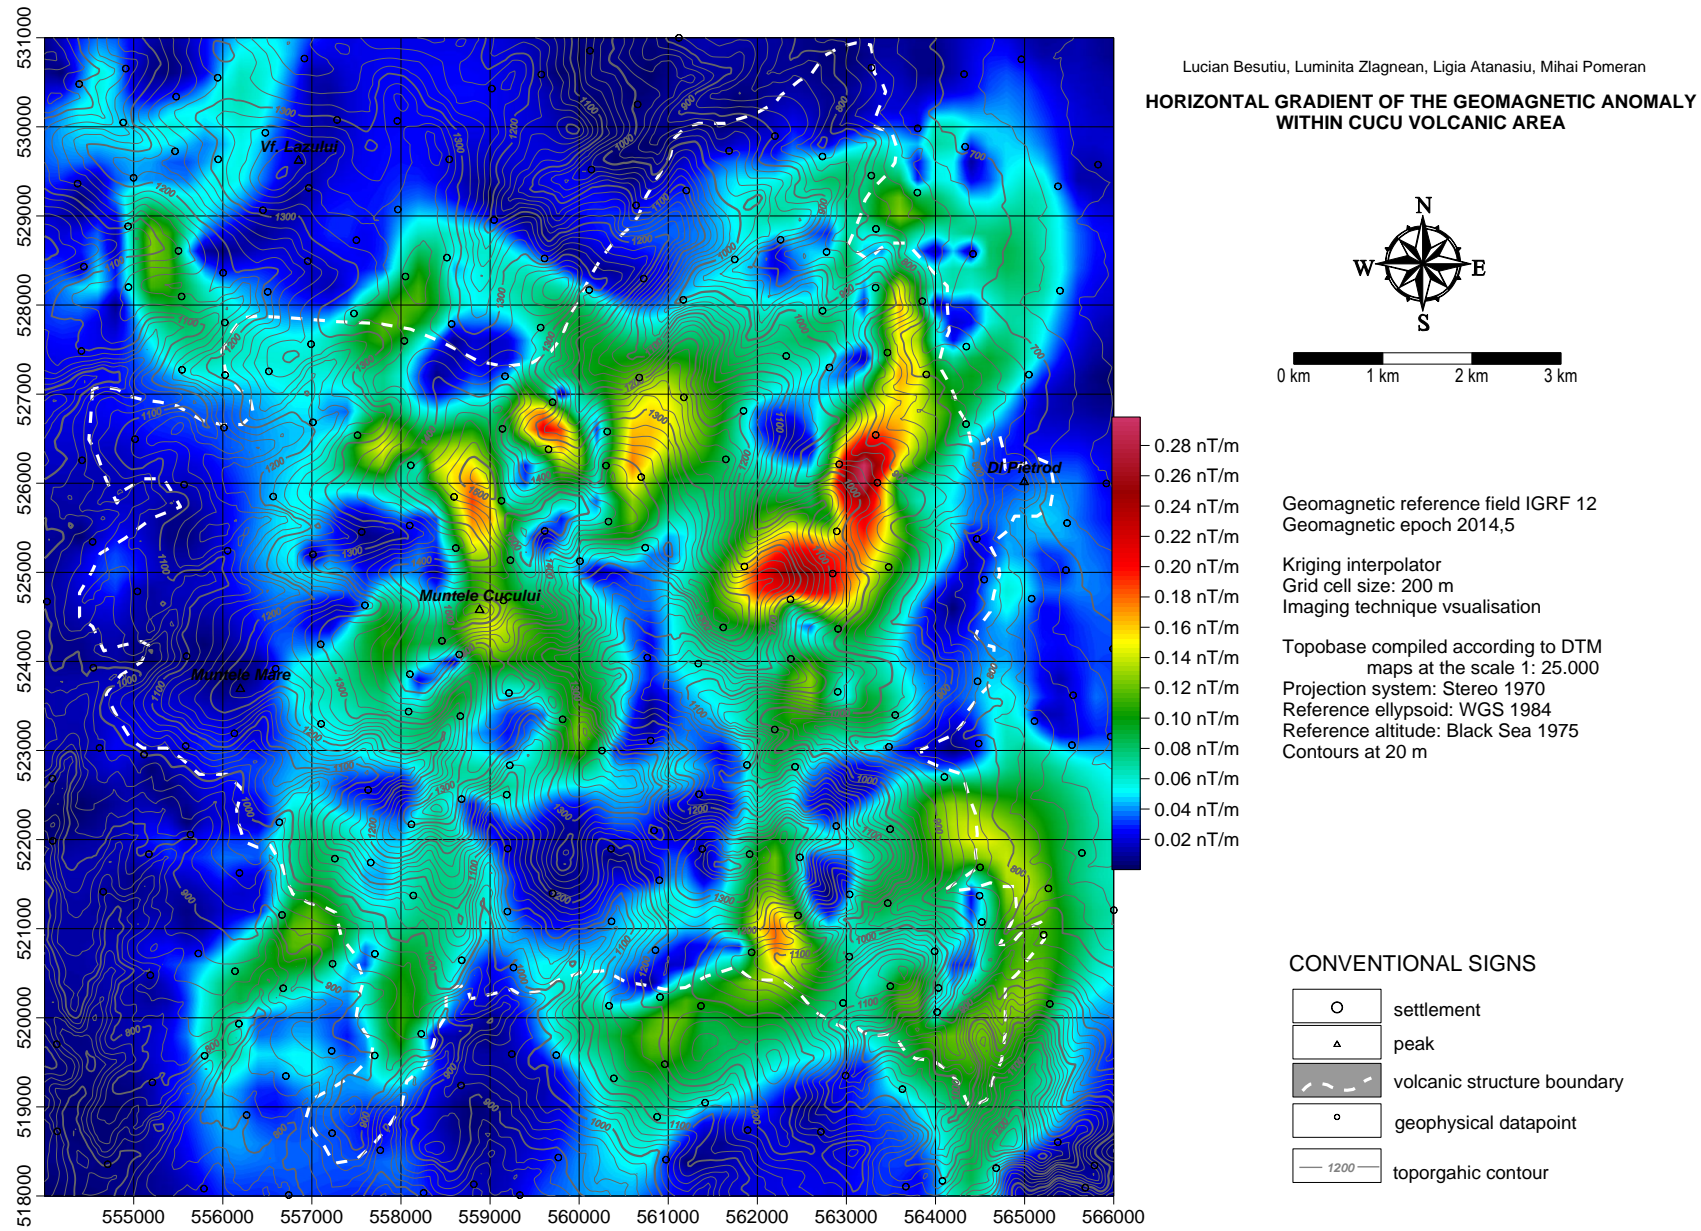 Lucian Besutiu, Luminita Zlagnean, Ligia Atanasiu, Mihai Pomeran
HORIZONTAL GRADIENT OF THE GEOMAGNETIC ANOMALY
WITHIN CUCU VOLCANIC AREA
N
W E
S
0 km 1 km 2 km 3 km
0.28 nT/m
0.26 nT/m
0.24 nT/m
0.22 nT/m
0.20 nT/m
0.18 nT/m
0.16 nT/m
0.14 nT/m
0.12 nT/m
0.10 nT/m
0.08 nT/m
0.06 nT/m
0.04 nT/m
0.02 nT/m
Geomagnetic reference field IGRF 12
Geomagnetic epoch 2014,5
Kriging interpolator
Grid cell size: 200 m
Imaging technique vsualisation
Topobase compiled according to DTM
maps at the scale 1: 25.000
Projection system: Stereo 1970
Reference ellypsoid: WGS 1984
Reference altitude: Black Sea 1975
Contours at 20 m
CONVENTIONAL SIGNS
settlement
peak
volcanic structure boundary
geophysical datapoint
1200
toporgahic contour
531000
530000
529000
528000
527000
526000
525000
524000
523000
522000
521000
520000
519000
518000
555000 556000 557000 558000 559000 560000 561000 562000 563000 564000 565000 566000
Vf. Lazului
Dl Pietrod
Muntele Cucului
Muntele Mare